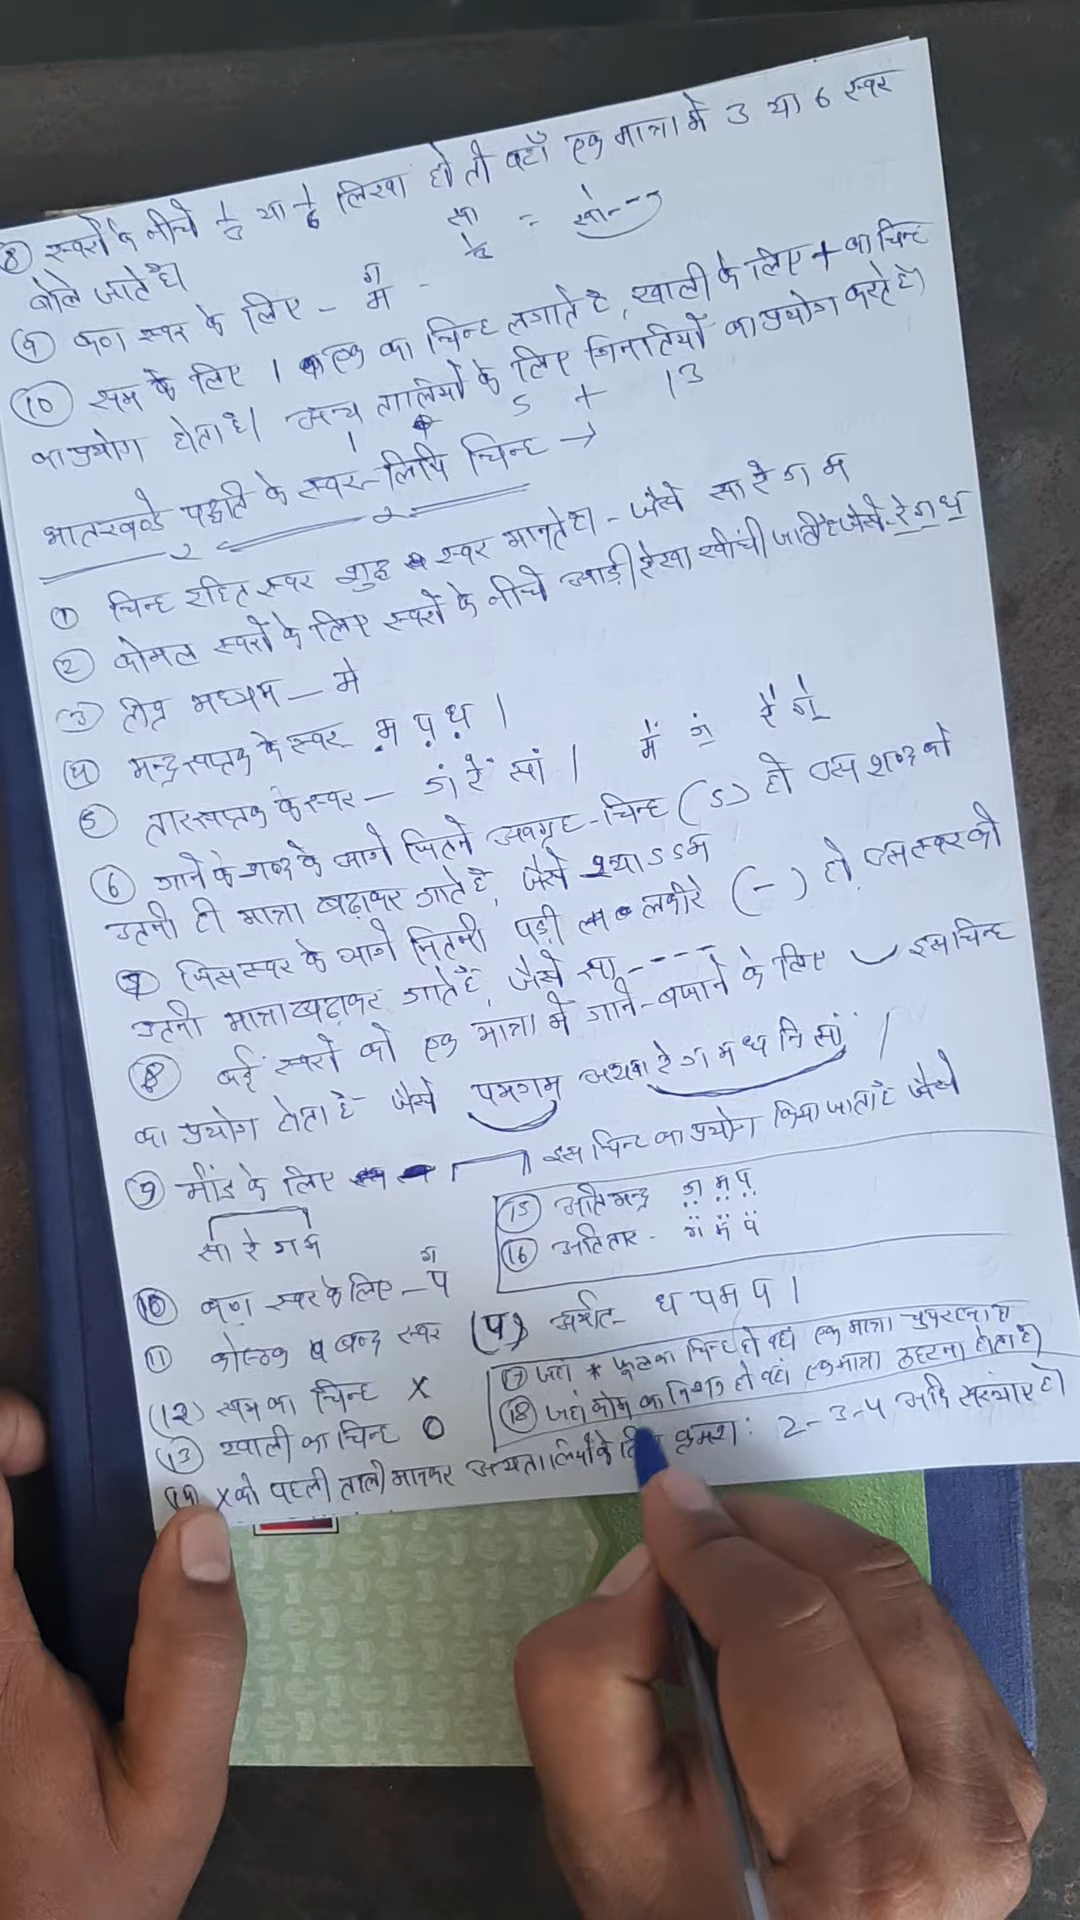 ⑧ स्वरों के नीचे 1/3 या 1/6 लिखा हो तो वहाँ एक मात्रा में 3 या 6 स्वर
बोले जाते है।
⑨ कण स्वर के लिए - ग म -
⑩ सम के लिए 1 का चिन्ह लगाते है, खाली के लिए + का चिन्ह
का प्रयोग होता है। अन्य तालियों के लिए गिनतियों का प्रयोग करते है।
1 5 + 13
भातखण्डे पद्धति के स्वर-लिपि चिन्ह →
① चिन्ह रहित स्वर शुद्ध स्वर मानते है - जैसे सा रे ग म
② कोमल स्वरों के लिए स्वरों के नीचे आड़ी रेखा खींची जाती है जैसे- रे॒ ग॒ ध॒
③ तीव्र मध्यम - म॑
④ मन्द्र सप्तक के स्वर म़ प़ ध़ ।
⑤ तारसप्तक के स्वर - गं रें सां । मैं गं रें गं
⑥ गाने के शब्द के आगे जितने अवग्रह-चिन्ह (ऽ) हो उस शब्द को
उतनी ही मात्रा बढ़ाकर गाते है, जैसे श्याऽऽम
⑦ जिस स्वर के आगे जितनी पड़ी लकीरे (-) हो, उस स्वर को
उतनी मात्रा बढ़ाकर गाते हैं, जैसे सा - - - -
⑧ कई स्वरों को एक मात्रा में गाने-बजाने के लिए ‿ इस चिन्ह
का प्रयोग होता है जैसे पमगम अथवा रे ग म ध नि सां ।
⑨ मींड के लिए इस चिन्ह का प्रयोग किया जाता है जैसे
सा रे ग म
⑮ अतिमन्द्र ग म प
⑯ अतितार - गं मं पं
⑩ कण स्वर के लिए - ग प
⑪ कोष्ठक बन्द स्वर (प) अर्थात- ध प म प ।
(12) सम का चिन्ह ×
⑰ जहां * फूल का चिन्ह हो वहां एक मात्रा चुप रहना है
⑬ खाली का चिन्ह 0
⑱ जहां कोमा का निशान हो वहां एक मात्रा ठहरना होता है
×को पहली ताली मानकर अन्य तालियों के क्रमश: 2-3-4 आदि संख्याए हो